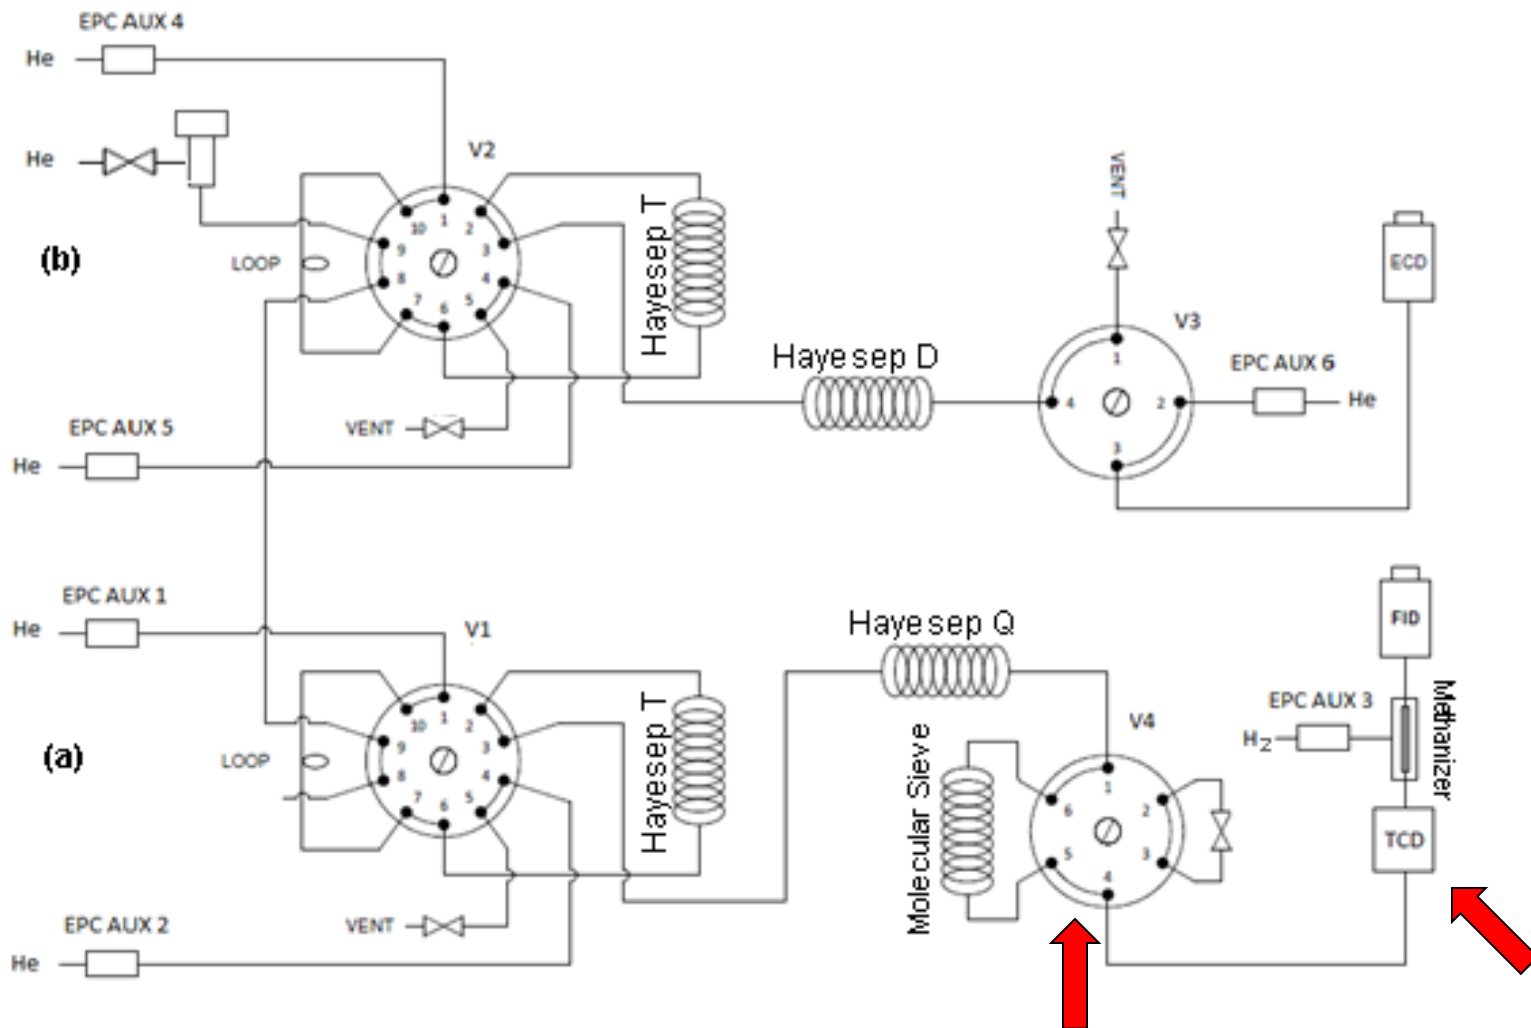 EPC AUX 4
He
He
V2
1
2
3
4
5
6
7
8
9
10
LOOP
Hayesep T
(b)
VENT
EPC AUX 5
He
Hayesep D
VENT
V3
1
2
3
4
EPC AUX 6
He
ECD
EPC AUX 1
He
V1
1
2
3
4
5
6
7
8
9
10
LOOP
Hayesep T
(a)
VENT
EPC AUX 2
He
Hayesep Q
Molecular Sieve
V4
1
2
3
4
5
6
EPC AUX 3
H2
FID
Methanizer
TCD